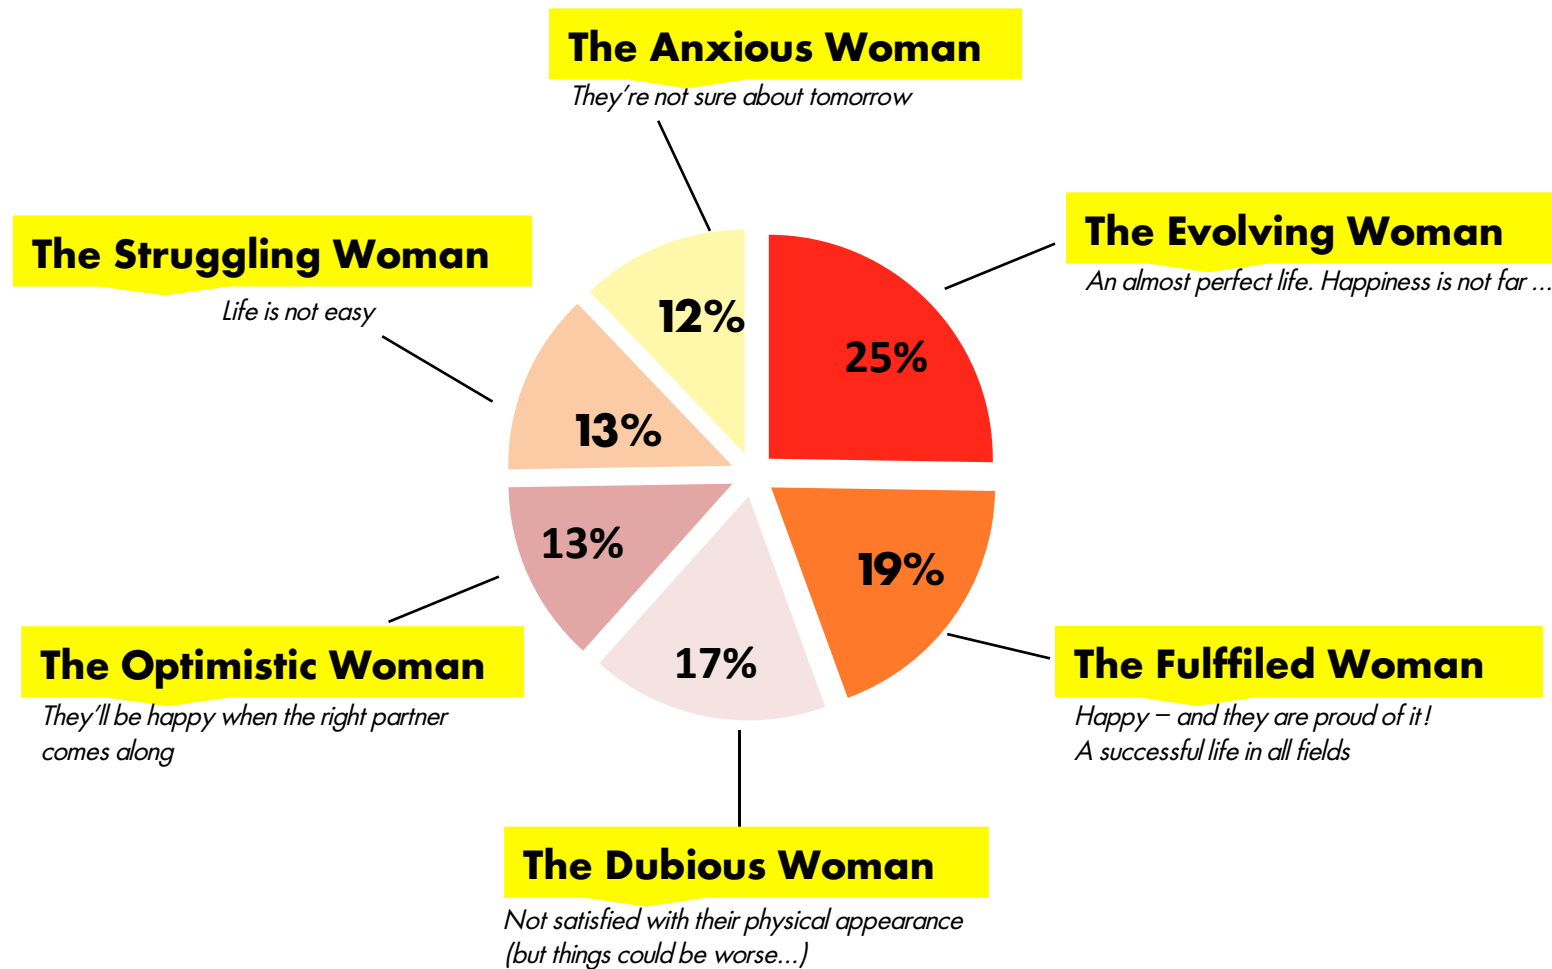 The Anxious Woman
They're not sure about tomorrow
The Evolving Woman
An almost perfect life. Happiness is not far ...
The Struggling Woman
Life is not easy
12%
25%
13%
13%
19%
17%
The Optimistic Woman
They'll be happy when the right partner
comes along
The Fulffiled Woman
Happy – and they are proud of it!
A successful life in all fields
The Dubious Woman
Not satisfied with their physical appearance
(but things could be worse...)